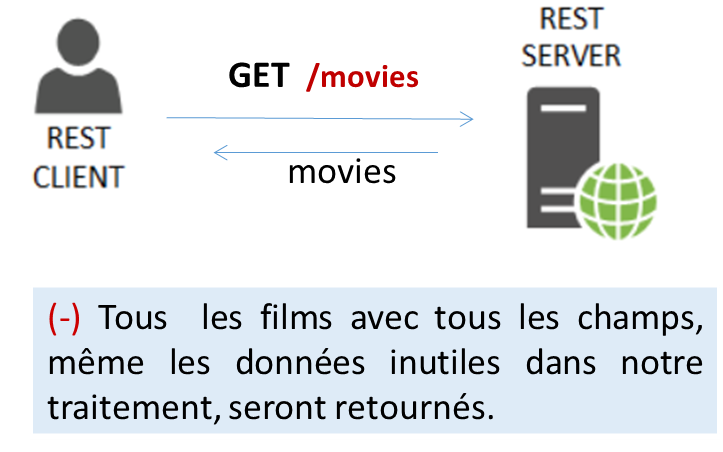 REST
SERVER
GET /movies
REST
CLIENT
movies
(-) Tous les films avec tous les champs,
même les données inutiles dans notre
traitement, seront retournés.